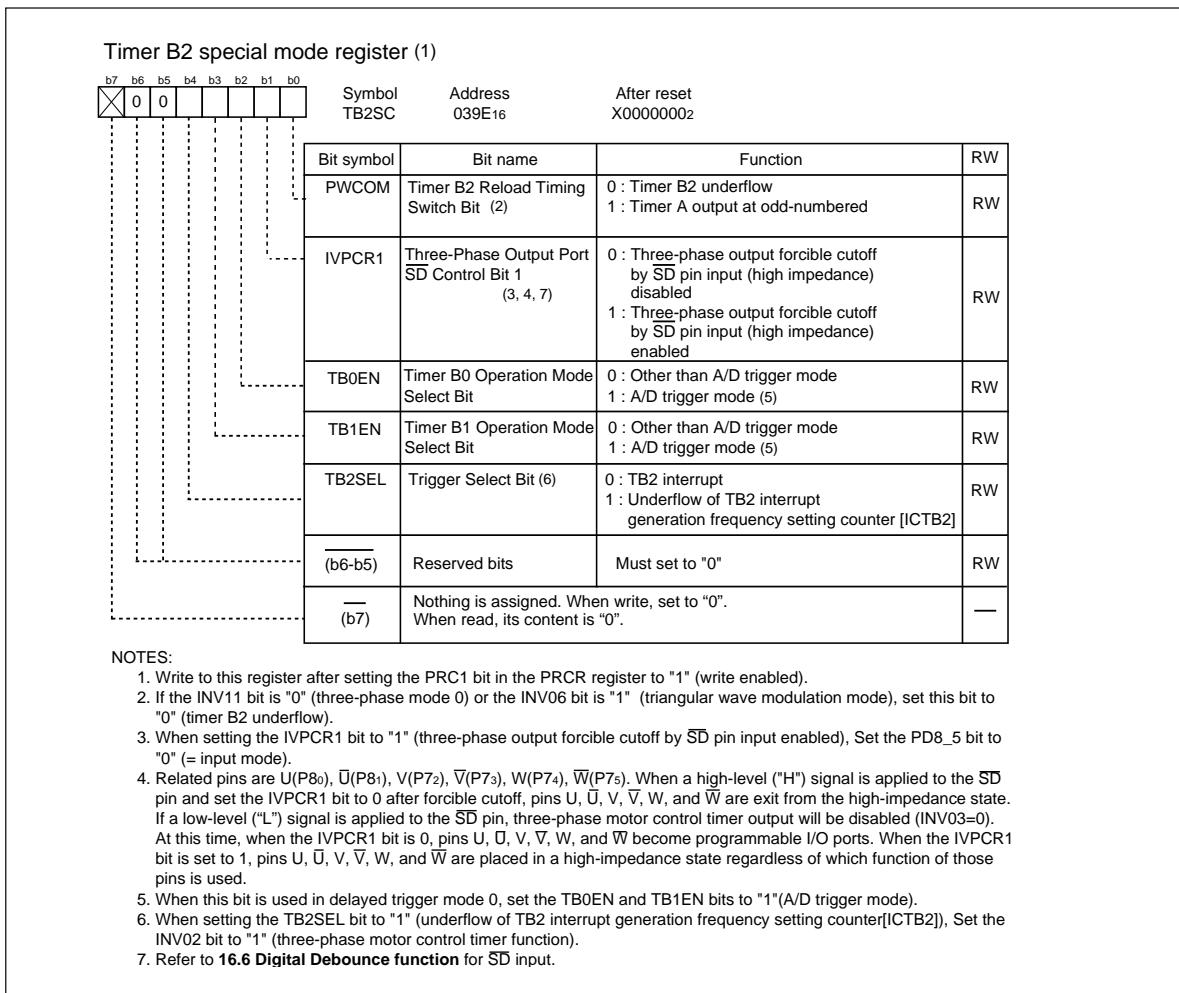 Timer B2 special mode register (1)
b7 b6 b5 b4 b3 b2 b1 b0
0 0
Symbol Address After reset
TB2SC 039E16 X00000002
Bit symbol Bit name Function RW
PWCOM Timer B2 Reload Timing Switch Bit (2) 0 : Timer B2 underflow
1 : Timer A output at odd-numbered RW
IVPCR1 Three-Phase Output Port S̅D̅ Control Bit 1 (3, 4, 7) 0 : Three-phase output forcible cutoff
by S̅D̅ pin input (high impedance)
disabled
1 : Three-phase output forcible cutoff
by S̅D̅ pin input (high impedance)
enabled RW
TB0EN Timer B0 Operation Mode Select Bit 0 : Other than A/D trigger mode
1 : A/D trigger mode (5) RW
TB1EN Timer B1 Operation Mode Select Bit 0 : Other than A/D trigger mode
1 : A/D trigger mode (5) RW
TB2SEL Trigger Select Bit (6) 0 : TB2 interrupt
1 : Underflow of TB2 interrupt
generation frequency setting counter [ICTB2] RW
(b6-b5) Reserved bits Must set to "0" RW
(b7) Nothing is assigned. When write, set to “0”.
When read, its content is “0”. —
NOTES:
1. Write to this register after setting the PRC1 bit in the PRCR register to "1" (write enabled).
2. If the INV11 bit is "0" (three-phase mode 0) or the INV06 bit is "1" (triangular wave modulation mode), set this bit to
"0" (timer B2 underflow).
3. When setting the IVPCR1 bit to "1" (three-phase output forcible cutoff by S̅D̅ pin input enabled), Set the PD8_5 bit to
"0" (= input mode).
4. Related pins are U(P80), U̅(P81), V(P72), V̅(P73), W(P74), W̅(P75). When a high-level ("H") signal is applied to the S̅D̅
pin and set the IVPCR1 bit to 0 after forcible cutoff, pins U, U̅, V, V̅, W, and W̅ are exit from the high-impedance state.
If a low-level (“L”) signal is applied to the S̅D̅ pin, three-phase motor control timer output will be disabled (INV03=0).
At this time, when the IVPCR1 bit is 0, pins U, U̅, V, V̅, W, and W̅ become programmable I/O ports. When the IVPCR1
bit is set to 1, pins U, U̅, V, V̅, W, and W̅ are placed in a high-impedance state regardless of which function of those
pins is used.
5. When this bit is used in delayed trigger mode 0, set the TB0EN and TB1EN bits to "1"(A/D trigger mode).
6. When setting the TB2SEL bit to "1" (underflow of TB2 interrupt generation frequency setting counter[ICTB2]), Set the
INV02 bit to "1" (three-phase motor control timer function).
7. Refer to 16.6 Digital Debounce function for S̅D̅ input.